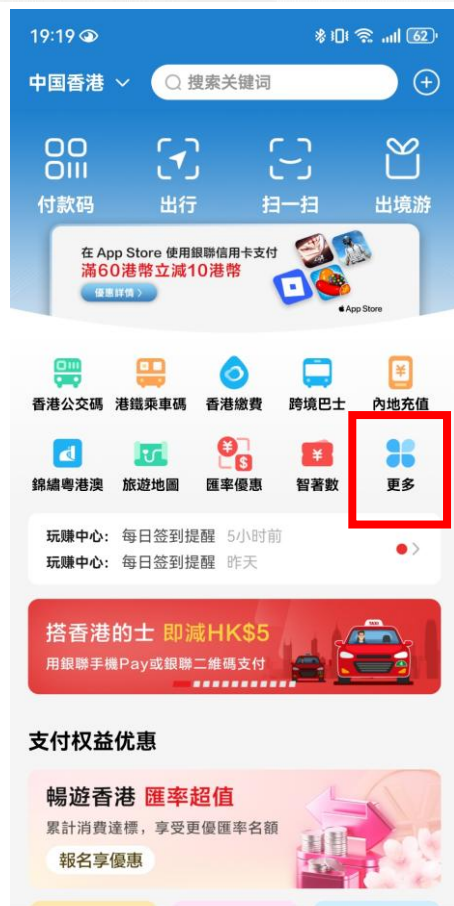 19:19 62
中国香港 搜索关键词
付款码 出行 扫一扫 出境游
在 App Store 使用銀聯信用卡支付
滿60港幣立減10港幣
優惠詳情 >
App Store
香港公交碼 港鐵乘車碼 香港繳費 跨境巴士 內地充值
錦繡粵港澳 旅遊地圖 匯率優惠 智著數 更多
玩赚中心: 每日签到提醒 5小时前
玩赚中心: 每日签到提醒 昨天
搭香港的士 即減HK$5
用銀聯手機Pay或銀聯二維碼支付
TAXI
支付权益优惠
暢遊香港 匯率超值
累計消費達標，享受更優匯率名額
報名享優惠